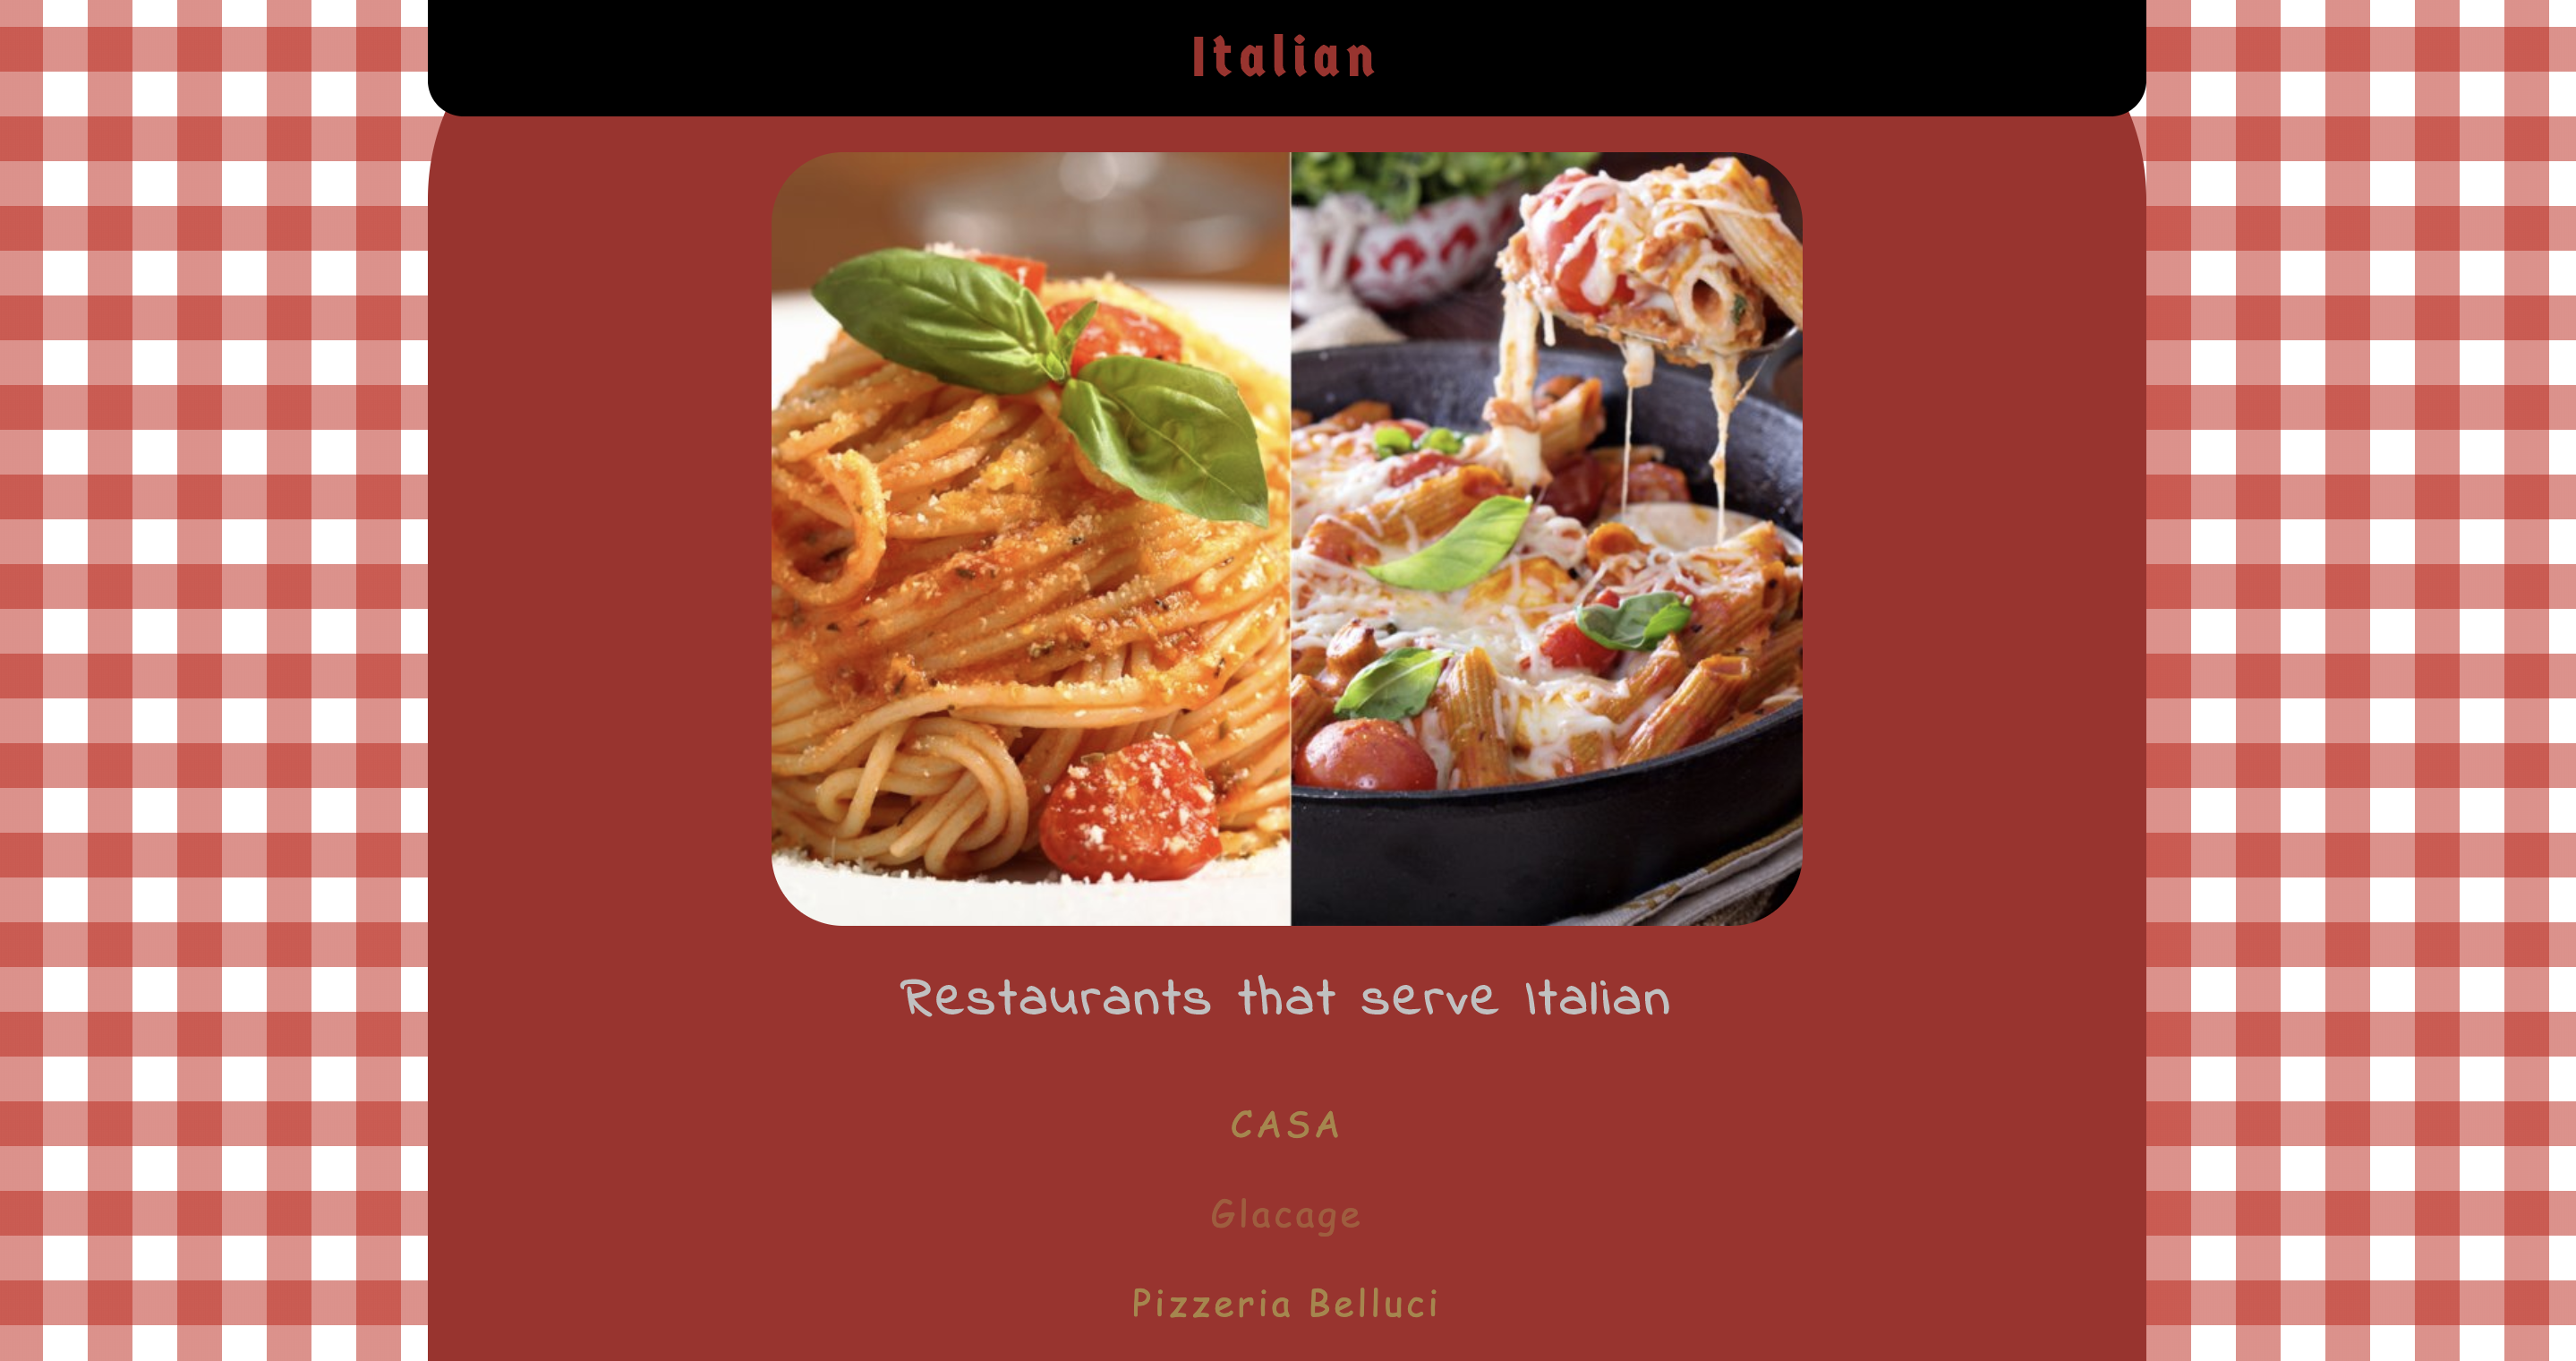 Italian
Restaurants that serve Italian
CASA
Glacage
Pizzeria Belluci